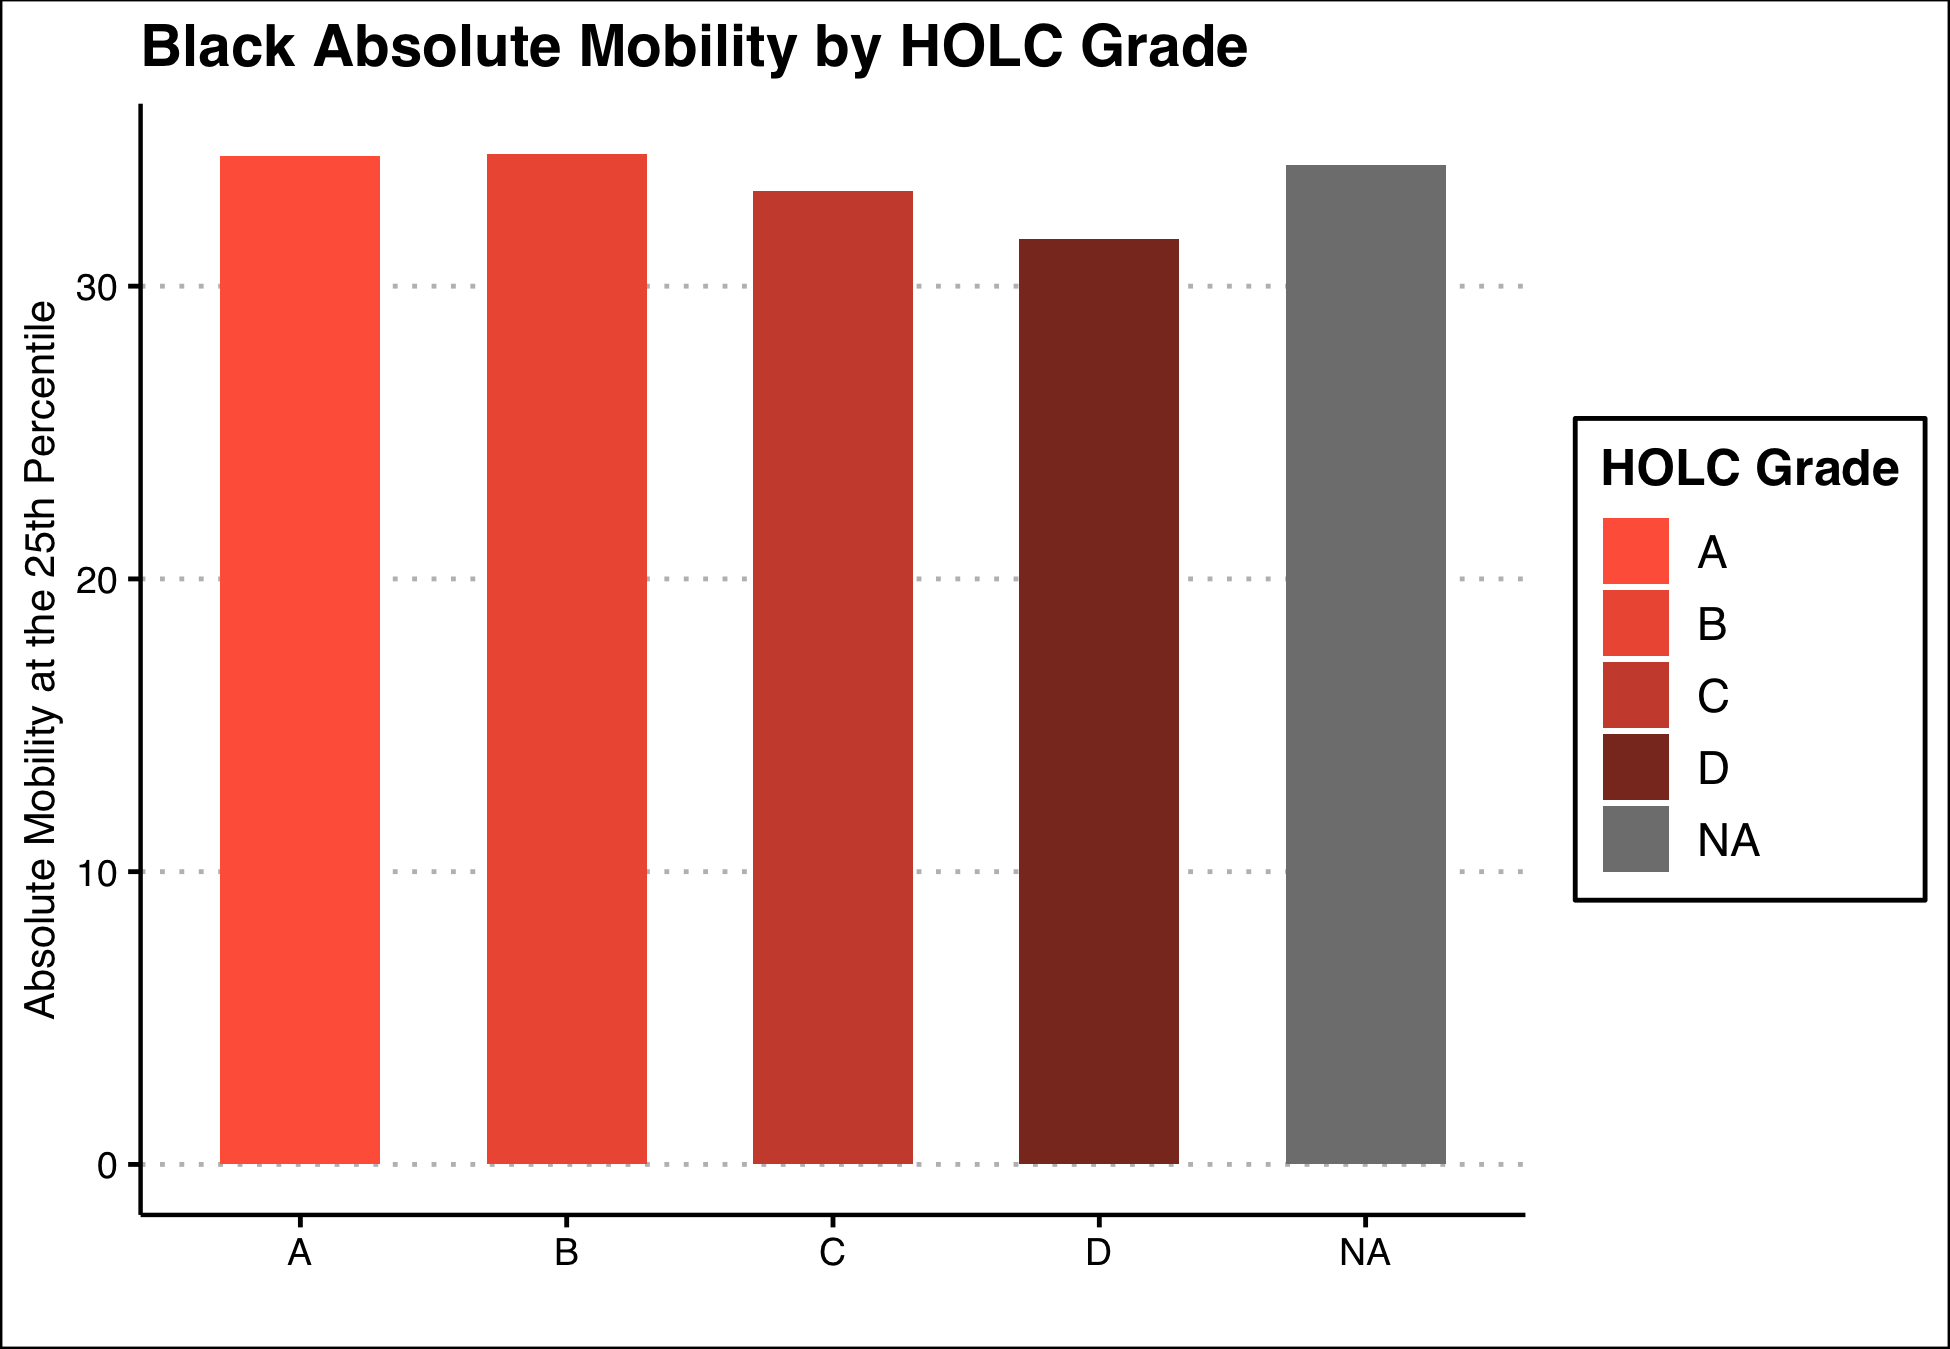 Black Absolute Mobility by HOLC Grade
Absolute Mobility at the 25th Percentile
30
20
10
0
A
B
C
D
NA
HOLC Grade
A
B
C
D
NA